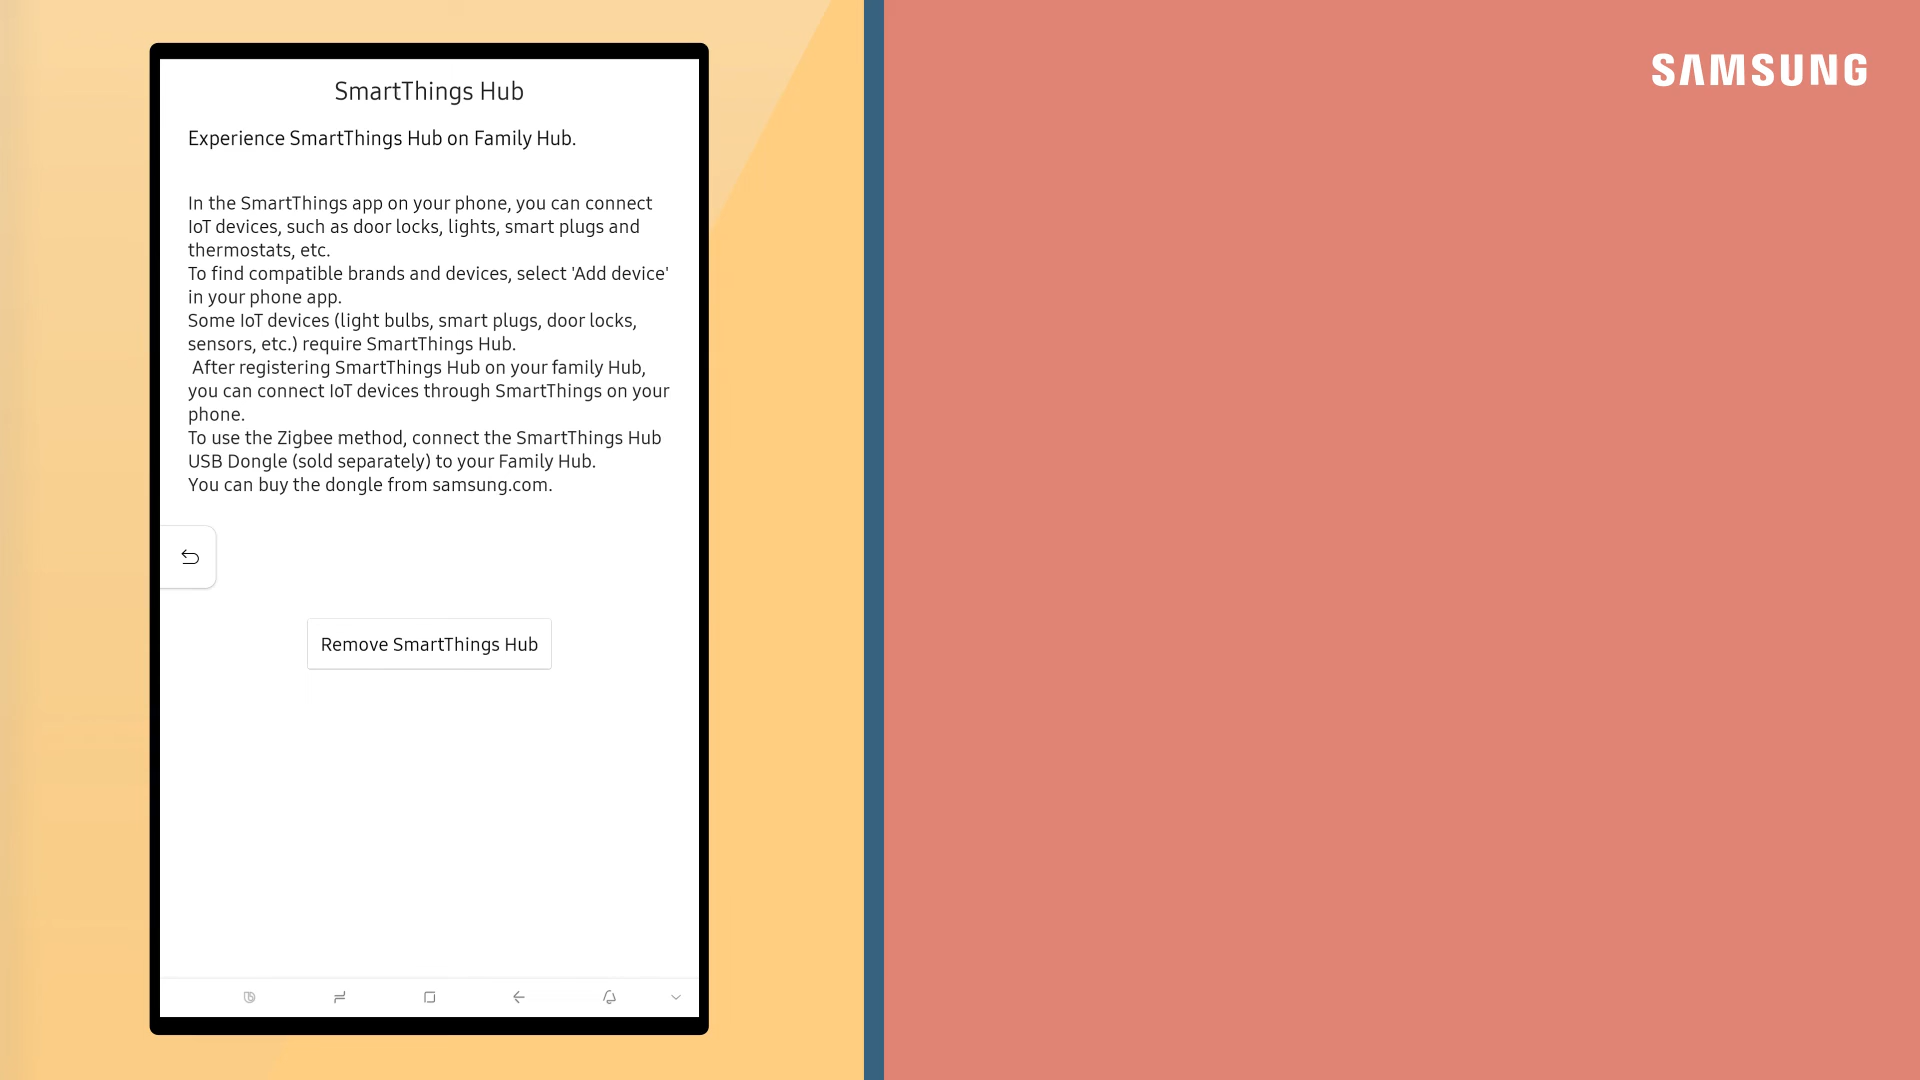 SAMSUNG
SmartThings Hub
Experience SmartThings Hub on Family Hub.
In the SmartThings app on your phone, you can connect
IoT devices, such as door locks, lights, smart plugs and
thermostats, etc.
To find compatible brands and devices, select 'Add device'
in your phone app.
Some IoT devices (light bulbs, smart plugs, door locks,
sensors, etc.) require SmartThings Hub.
After registering SmartThings Hub on your family Hub,
you can connect IoT devices through SmartThings on your
phone.
To use the Zigbee method, connect the SmartThings Hub
USB Dongle (sold separately) to your Family Hub.
You can buy the dongle from samsung.com.
Remove SmartThings Hub